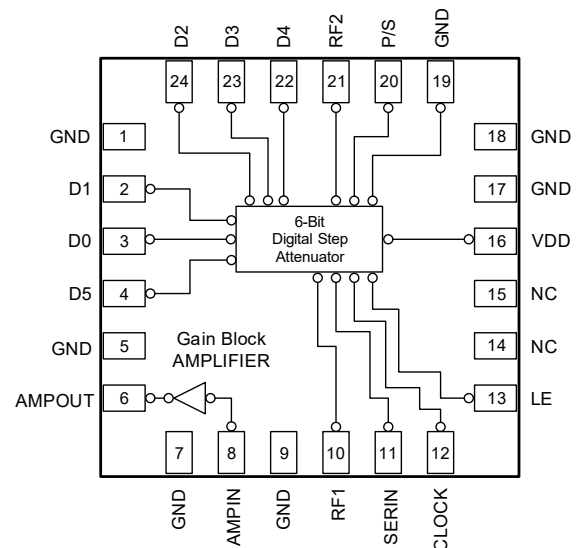 D2
D3
D4
RF2
P/S
GND
24
23
22
21
20
19
GND
1
18
GND
D1
2
17
GND
D0
3
6-Bit
Digital Step
Attenuator
16
VDD
D5
4
15
NC
GND
5
Gain Block
AMPLIFIER
14
NC
AMPOUT
6
13
LE
7
8
9
10
11
12
GND
AMPIN
GND
RF1
SERIN
CLOCK